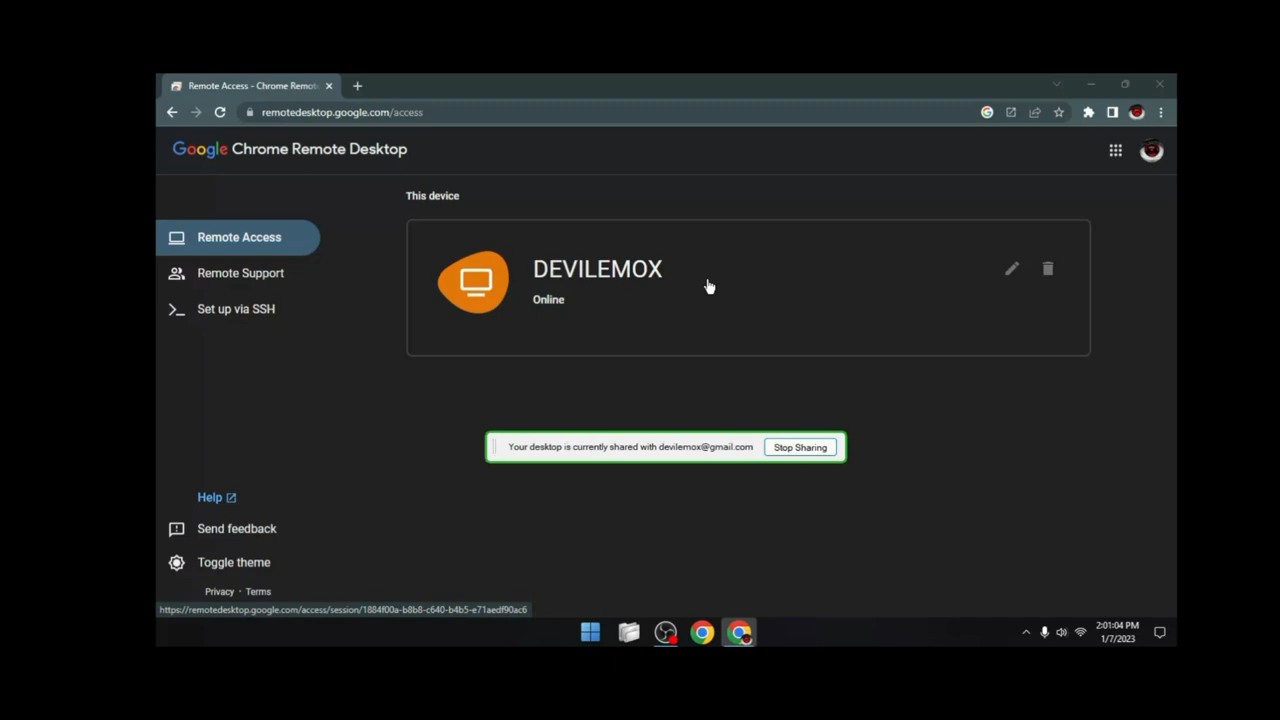 Remote Access - Chrome Remot
remotedesktop.google.com/access
Google Chrome Remote Desktop
This device
Remote Access
DEVILEMOX
Remote Support
Online
Set up via SSH
Your desktop is currently shared with devilemox@gmail.com
Stop Sharing
Help
Send feedback
Toggle theme
Privacy · Terms
https://remotedesktop.google.com/access/session/1884f00a-b8b8-c640-b4b5-e71aedf90ac6
2:01:04 PM
1/7/2023